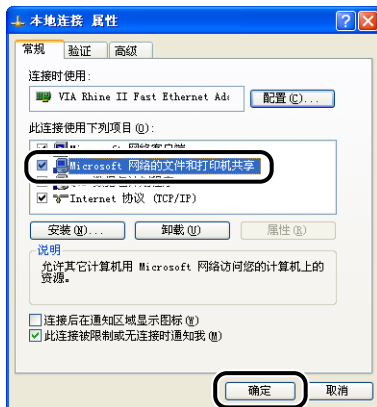 本地连接 属性
常规 验证 高级
连接时使用:
VIA Rhine II Fast Ethernet Ada
配置(C)...
此连接使用下列项目(O):
Microsoft 网络的文件和打印机共享
Internet 协议 (TCP/IP)
安装(N)... 卸载(U) 属性(R)
说明
允许其它计算机用 Microsoft 网络访问您的计算机上的
资源。
连接后在通知区域显示图标(W)
此连接被限制或无连接时通知我(M)
确定 取消